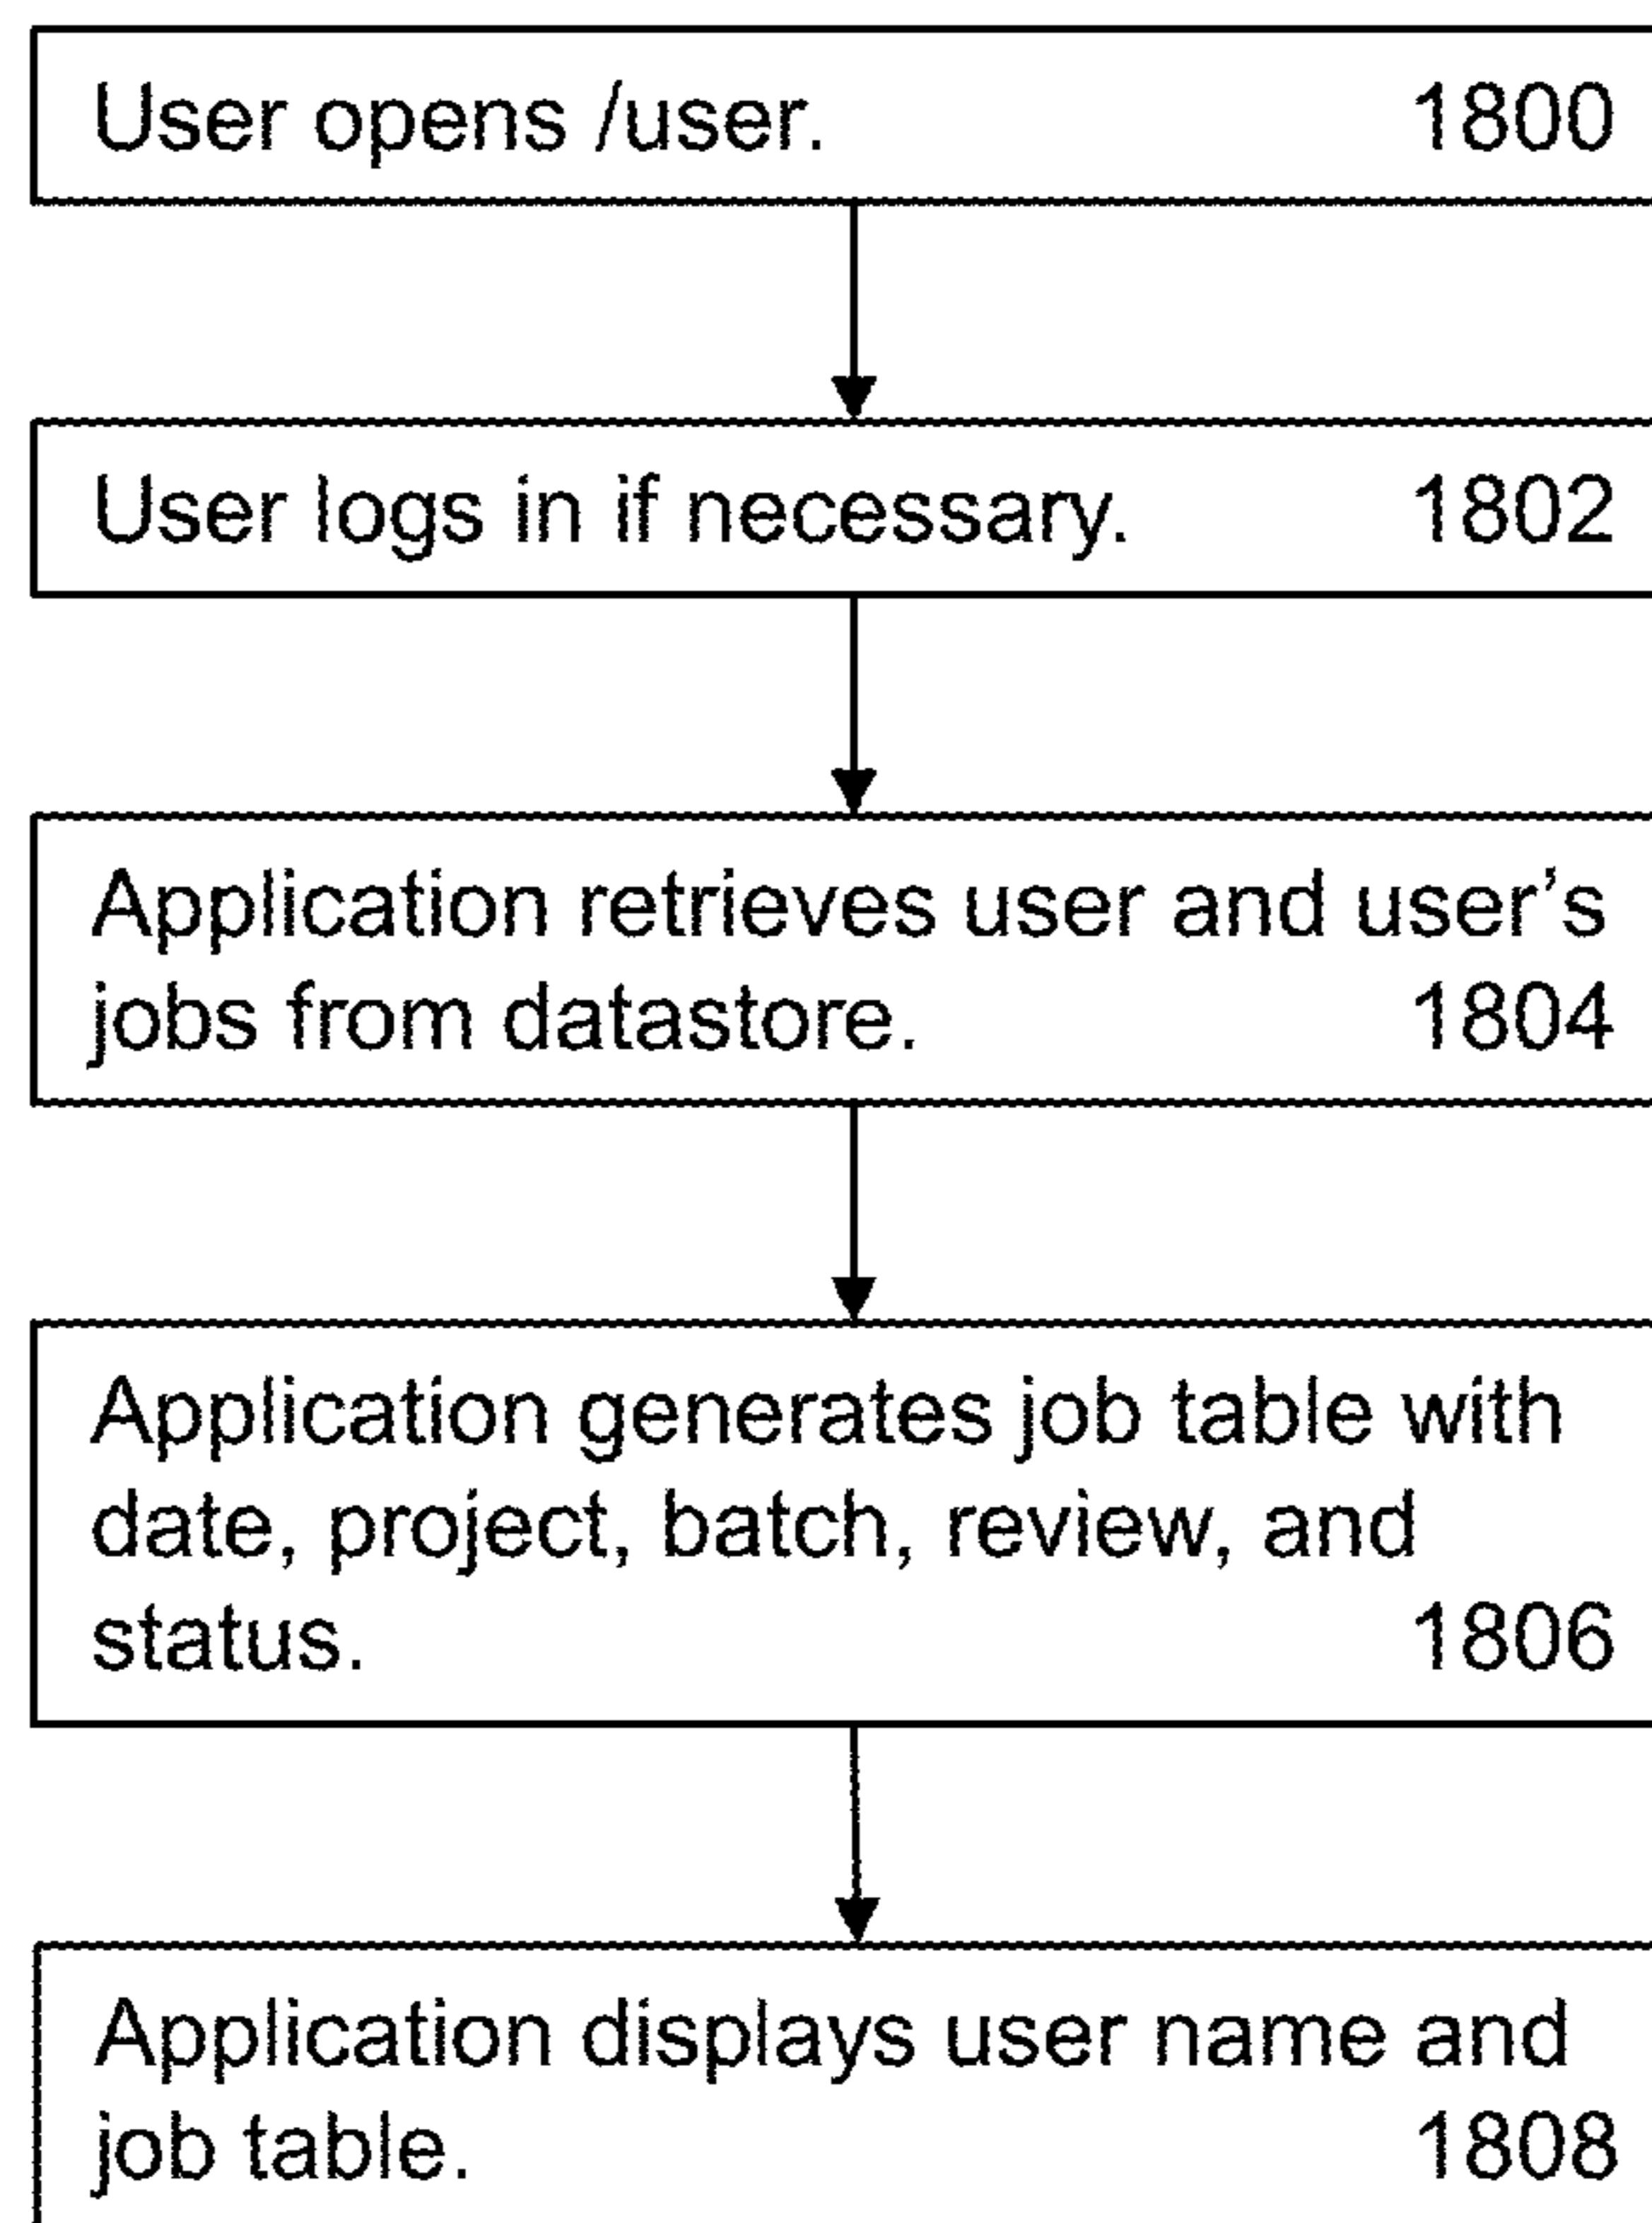 User opens /user. 1800
User logs in if necessary. 1802
Application retrieves user and user’s
jobs from datastore. 1804
Application generates job table with
date, project, batch, review, and
status. 1806
Application displays user name and
job table. 1808